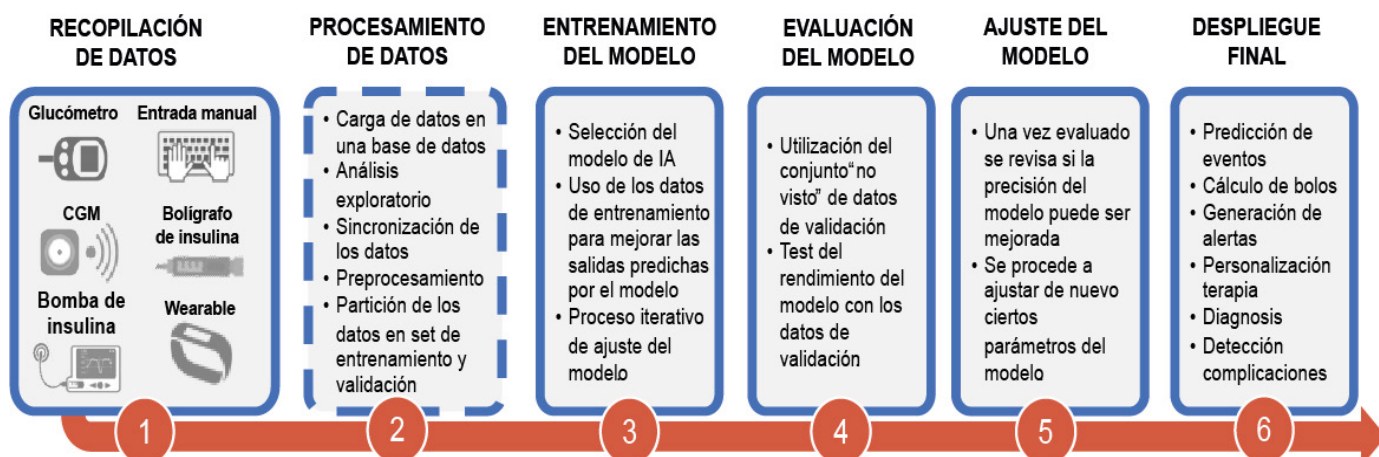 RECOPILACIÓN
DE DATOS
Glucómetro
Entrada manual
CGM
Bolígrafo
de insulina
Bomba de
insulina
Wearable
1
PROCESAMIENTO
DE DATOS
• Carga de datos en
una base de datos
• Análisis
exploratorio
• Sincronización de
los datos
• Preprocesamiento
• Partición de los
datos en set de
entrenamiento y
validación
2
ENTRENAMIENTO
DEL MODELO
• Selección del
modelo de IA
• Uso de los datos
de entrenamiento
para mejorar las
salidas predichas
por el modelo
• Proceso iterativo
de ajuste del
modelo
3
EVALUACIÓN
DEL MODELO
• Utilización del
conjunto“no
visto” de datos
de validación
• Test del
rendimiento del
modelo con los
datos de
validación
4
AJUSTE DEL
MODELO
• Una vez evaluado
se revisa si la
precisión del
modelo puede ser
mejorada
• Se procede a
ajustar de nuevo
ciertos
parámetros del
modelo
5
DESPLIEGUE
FINAL
• Predicción de
eventos
• Cálculo de bolos
• Generación de
alertas
• Personalización
terapia
• Diagnosis
• Detección
complicaciones
6